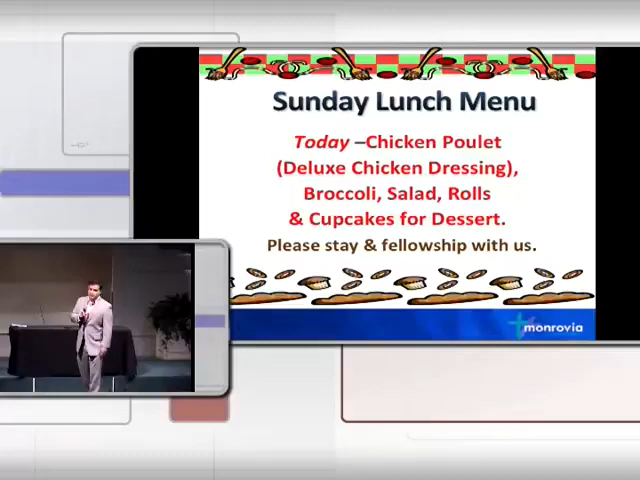 Sunday Lunch Menu
Today –Chicken Poulet
(Deluxe Chicken Dressing),
Broccoli, Salad, Rolls
& Cupcakes for Dessert.
Please stay & fellowship with us.
monrovia